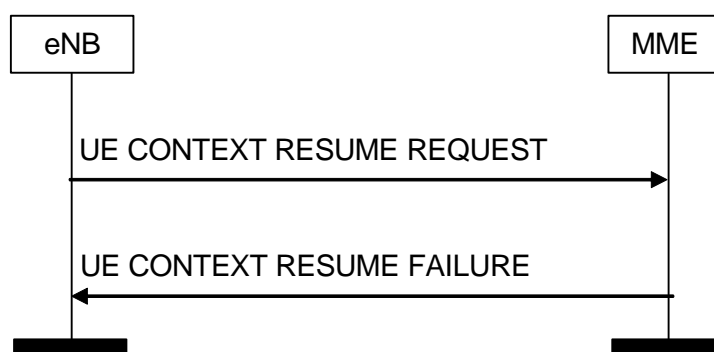 eNB
MME
UE CONTEXT RESUME REQUEST
UE CONTEXT RESUME FAILURE